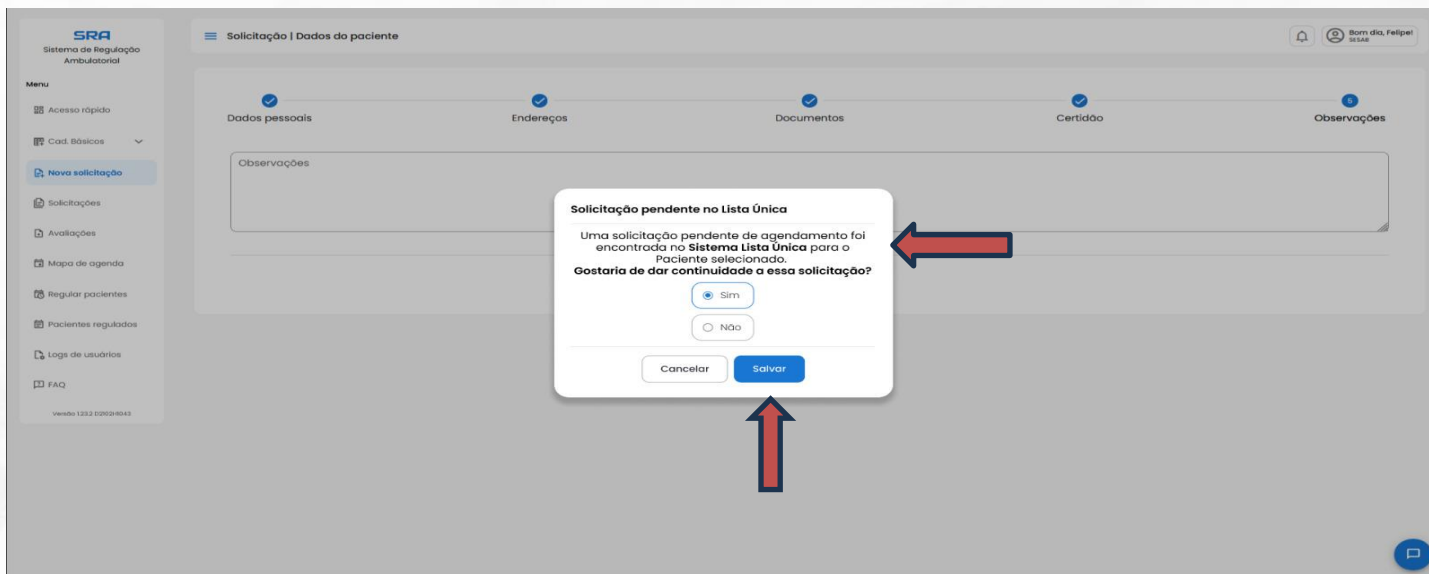 SRA
Sistema de Regulação
Ambulatorial
Menu
Acesso rápido
Cad. Básicos
Nova solicitação
Solicitações
Avaliações
Mapa de agenda
Regular pacientes
Pacientes regulados
Logs de usuários
FAQ
Solicitação | Dados do paciente
Bom dia, Felipe!
SESAB
Dados pessoais
Endereços
Documentos
Certidão
5
Observações
Observações
Solicitação pendente no Lista Única
Uma solicitação pendente de agendamento foi
encontrada no Sistema Lista Única para o
Paciente selecionado.
Gostaria de dar continuidade a essa solicitação?
Sim
Não
Cancelar
Salvar